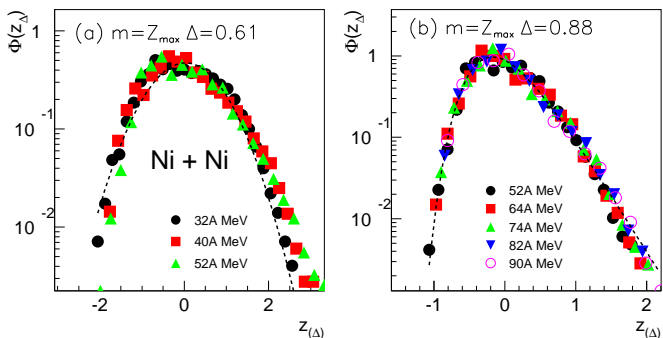 (a) m=Z_max Δ=0.61
Φ(z_Δ)
1
10^-1
10^-2
Ni + Ni
32A MeV
40A MeV
52A MeV
-2 0 2
z_(Δ)
(b) m=Z_max Δ=0.88
Φ(z_Δ)
1
10^-1
10^-2
52A MeV
64A MeV
74A MeV
82A MeV
90A MeV
-1 0 1 2
z_(Δ)